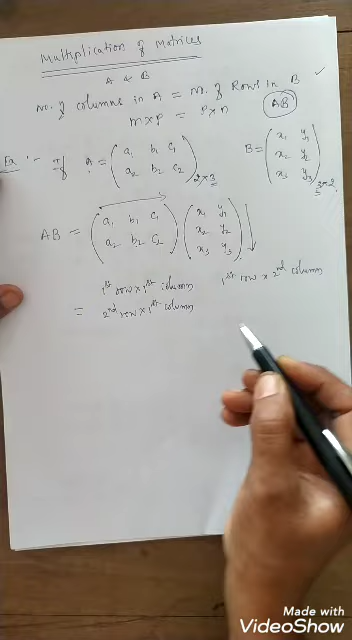 Multiplication of Matrices
A & B
No. of columns in A = No. of Rows in B
m×p = p×n
AB
Ex :- if A = ( a₁ b₁ c₁
a₂ b₂ c₂ ) 2×3
B = ( x₁ y₁
x₂ y₂
x₃ y₃ ) 3×2
AB = ( a₁ b₁ c₁
a₂ b₂ c₂ ) ( x₁ y₁
x₂ y₂
x₃ y₃ )
= 1st row × 1st column 1st row × 2nd column
2nd row × 1st column
Made with
VideoShow